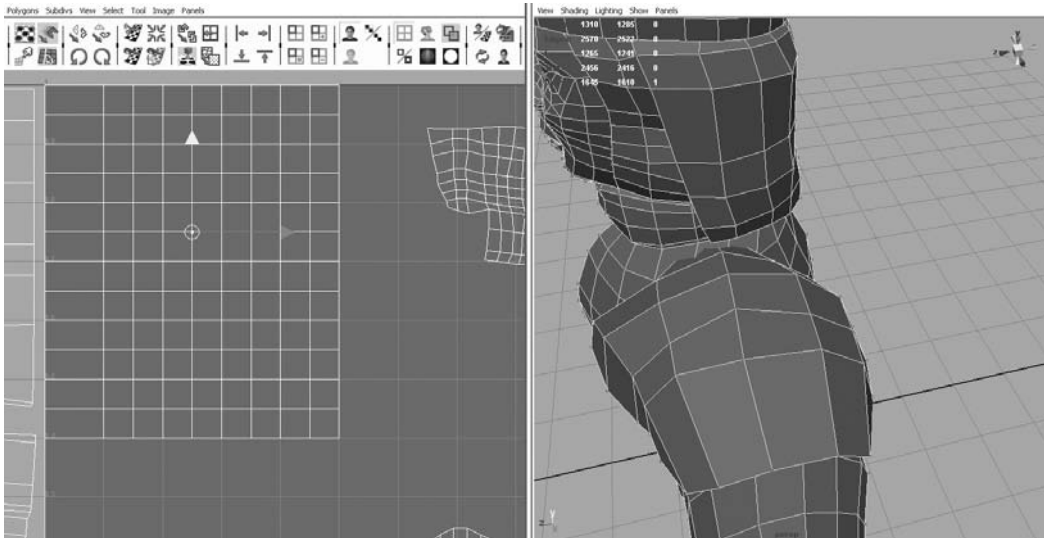 Polygons Subdivs View Select Tool Image Panels
View Shading Lighting Show Panels
1310 1285 0
2570 2522 0
1265 1241 0
2456 2416 0
1645 1610 1
Y
z